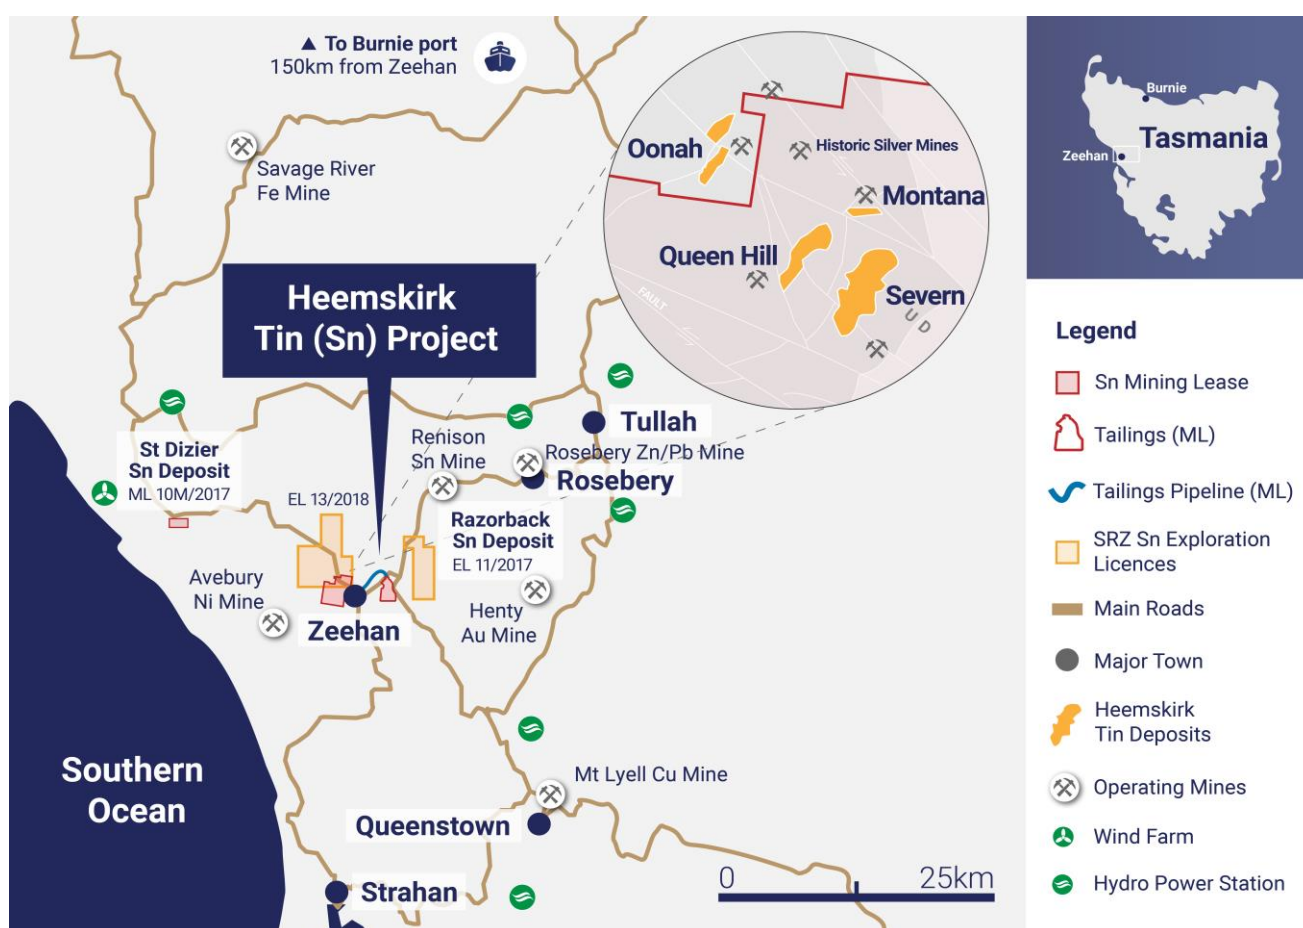 ▲ To Burnie port
150km from Zeehan
Savage River
Fe Mine
Heemskirk
Tin (Sn) Project
Oonah
Historic Silver Mines
Montana
Queen Hill
Severn
FAULT
U D
Burnie
Tasmania
Zeehan
St Dizier
Sn Deposit
ML 10M/2017
EL 13/2018
Renison
Sn Mine
Tullah
Rosebery Zn/Pb Mine
Rosebery
Razorback
Sn Deposit
EL 11/2017
Avebury
Ni Mine
Zeehan
Henty
Au Mine
Southern
Ocean
Mt Lyell Cu Mine
Queenstown
Strahan
0 25km
Legend
Sn Mining Lease
Tailings (ML)
Tailings Pipeline (ML)
SRZ Sn Exploration
Licences
Main Roads
Major Town
Heemskirk
Tin Deposits
Operating Mines
Wind Farm
Hydro Power Station